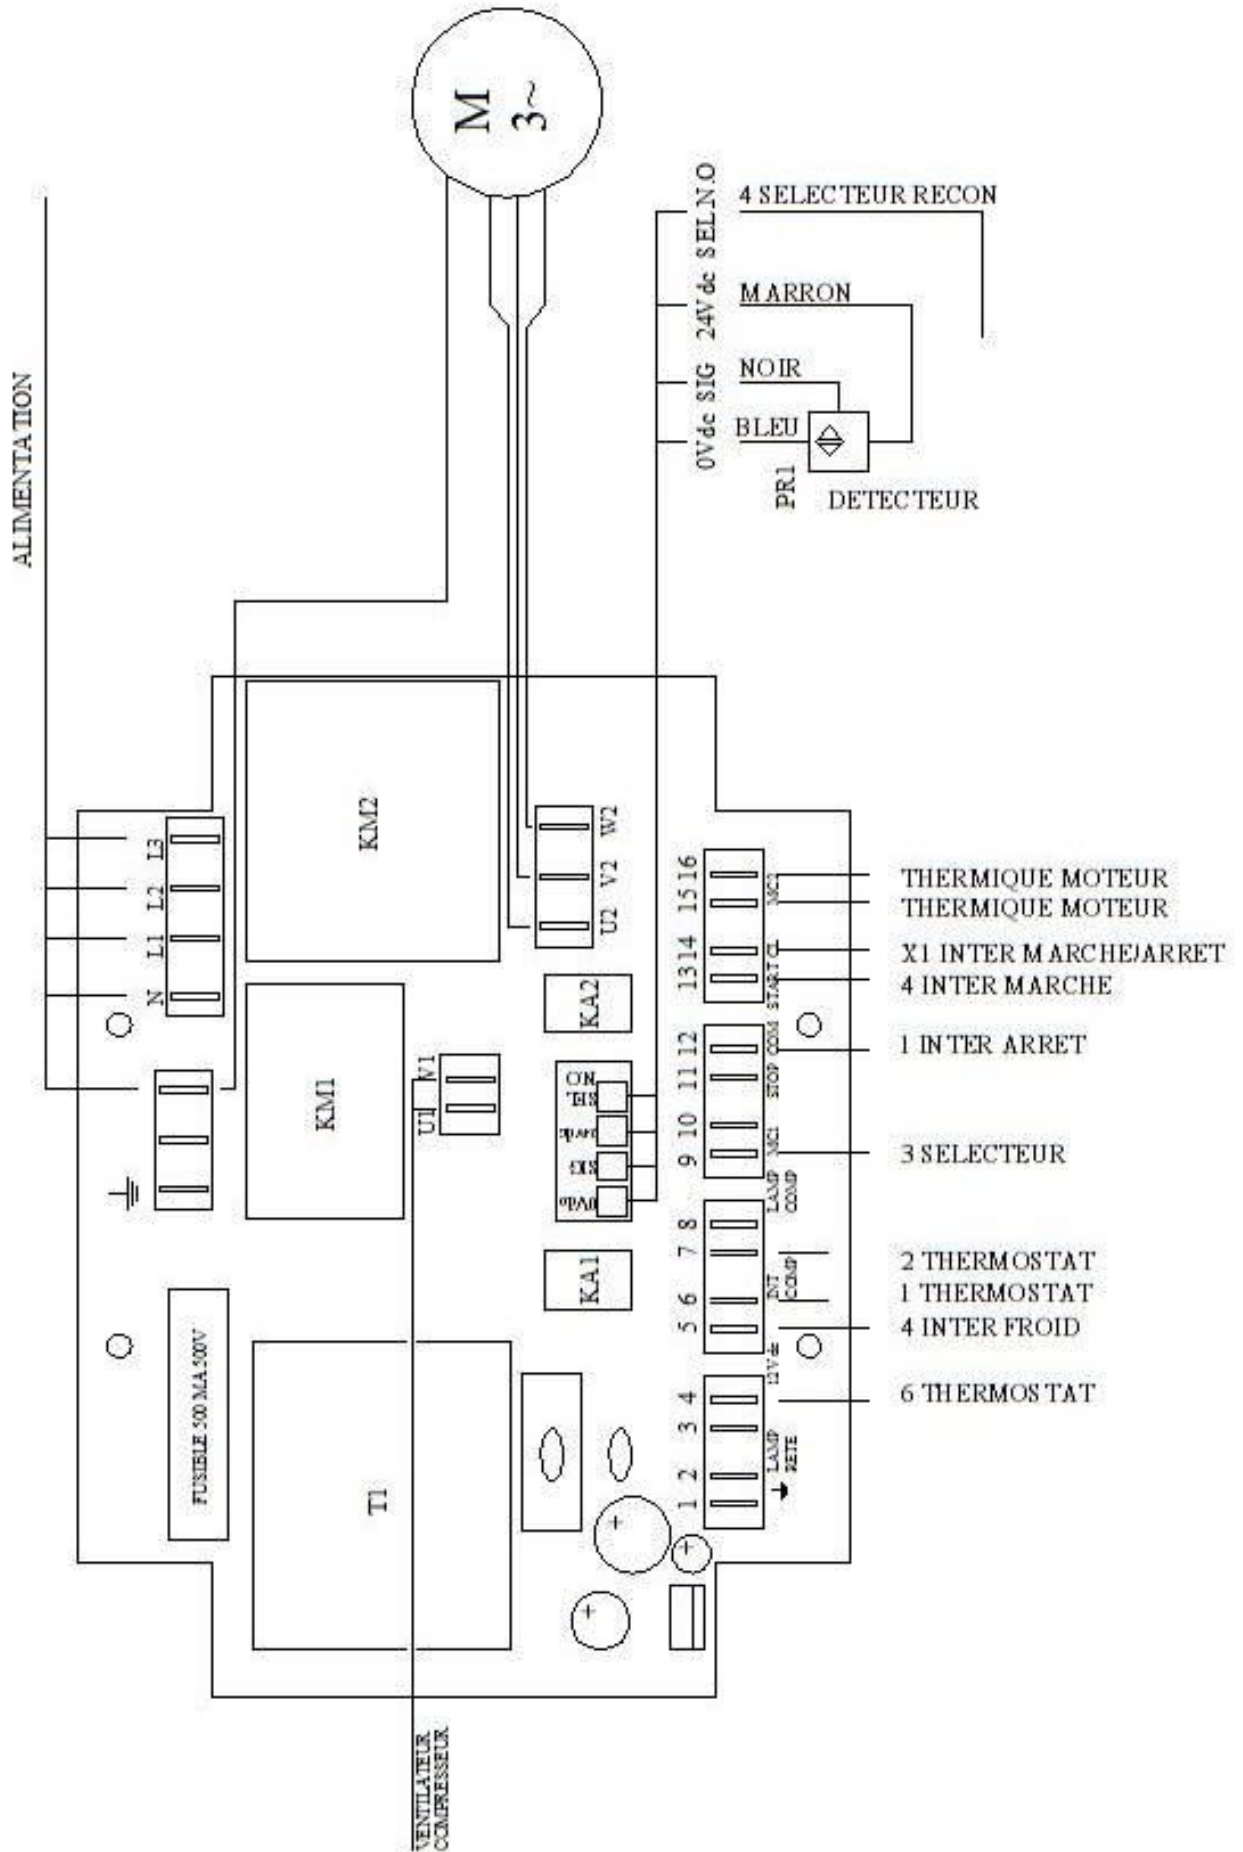 M
3~
ALIMENTATION
0Vdc SIG 24Vdc SELN.O
4 SELECTEUR RECON
MARRON
NOIR
BLEU
PR1
DETECTEUR
N L1 L2 L3
KM2
U2 V2 W2
KM1
U1 V1
KA2
0Vdc
SIG
24Vdc
SEL
N.O
KA1
FUSIBLE 500 MA 500V
T1
VENTILATEUR
COMPRESSEUR
1 2 3 4 5 6 7 8 9 10 11 12 13 14 15 16
LAMP
RETE
12Vdc
INT
COMP
LAMP
COMP
MC1
STOP COM
START CL
MC2
THERMIQUE MOTEUR
THERMIQUE MOTEUR
X1 INTER MARCHE/ARRET
4 INTER MARCHE
1 INTER ARRET
3 SELECTEUR
2 THERMOSTAT
1 THERMOSTAT
4 INTER FROID
6 THERMOSTAT
+
+
+